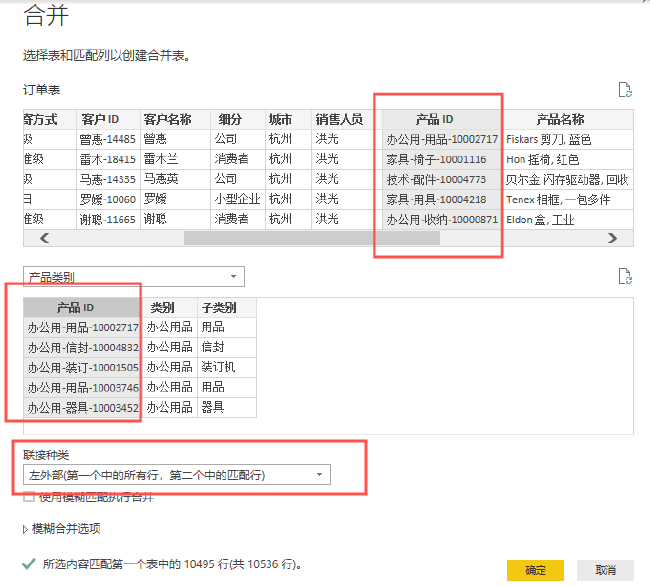 合并
选择表和匹配列以创建合并表。
订单表
寄方式 客户 ID 客户名称 细分 城市 销售人员 产品 ID 产品名称
级 曾惠-14485 曾惠 公司 杭州 洪光 办公用-用品-10002717 Fiskars 剪刀, 蓝色
准级 雷木-18415 雷木兰 消费者 杭州 洪光 家具-椅子-10001116 Hon 摇椅, 红色
级 马惠-14335 马惠英 公司 杭州 洪光 技术-配件-10004773 贝尔金 闪存驱动器, 回收
日 罗媛-10060 罗媛 小型企业 杭州 洪光 家具-用具-10004218 Tenex 相框, 一包多件
准级 谢聪-11665 谢聪 消费者 杭州 洪光 办公用-收纳-10000871 Eldon 盒, 工业
产品类别
产品 ID 类别 子类别
办公用-用品-10002717 办公用品 用品
办公用-信封-10004832 办公用品 信封
办公用-装订-10001505 办公用品 装订机
办公用-用品-10003746 办公用品 用品
办公用-器具-10003452 办公用品 器具
联接种类
左外部(第一个中的所有行，第二个中的匹配行)
使用模糊匹配执行合并
模糊合并选项
所选内容匹配第一个表中的 10495 行(共 10536 行)。
确定 取消